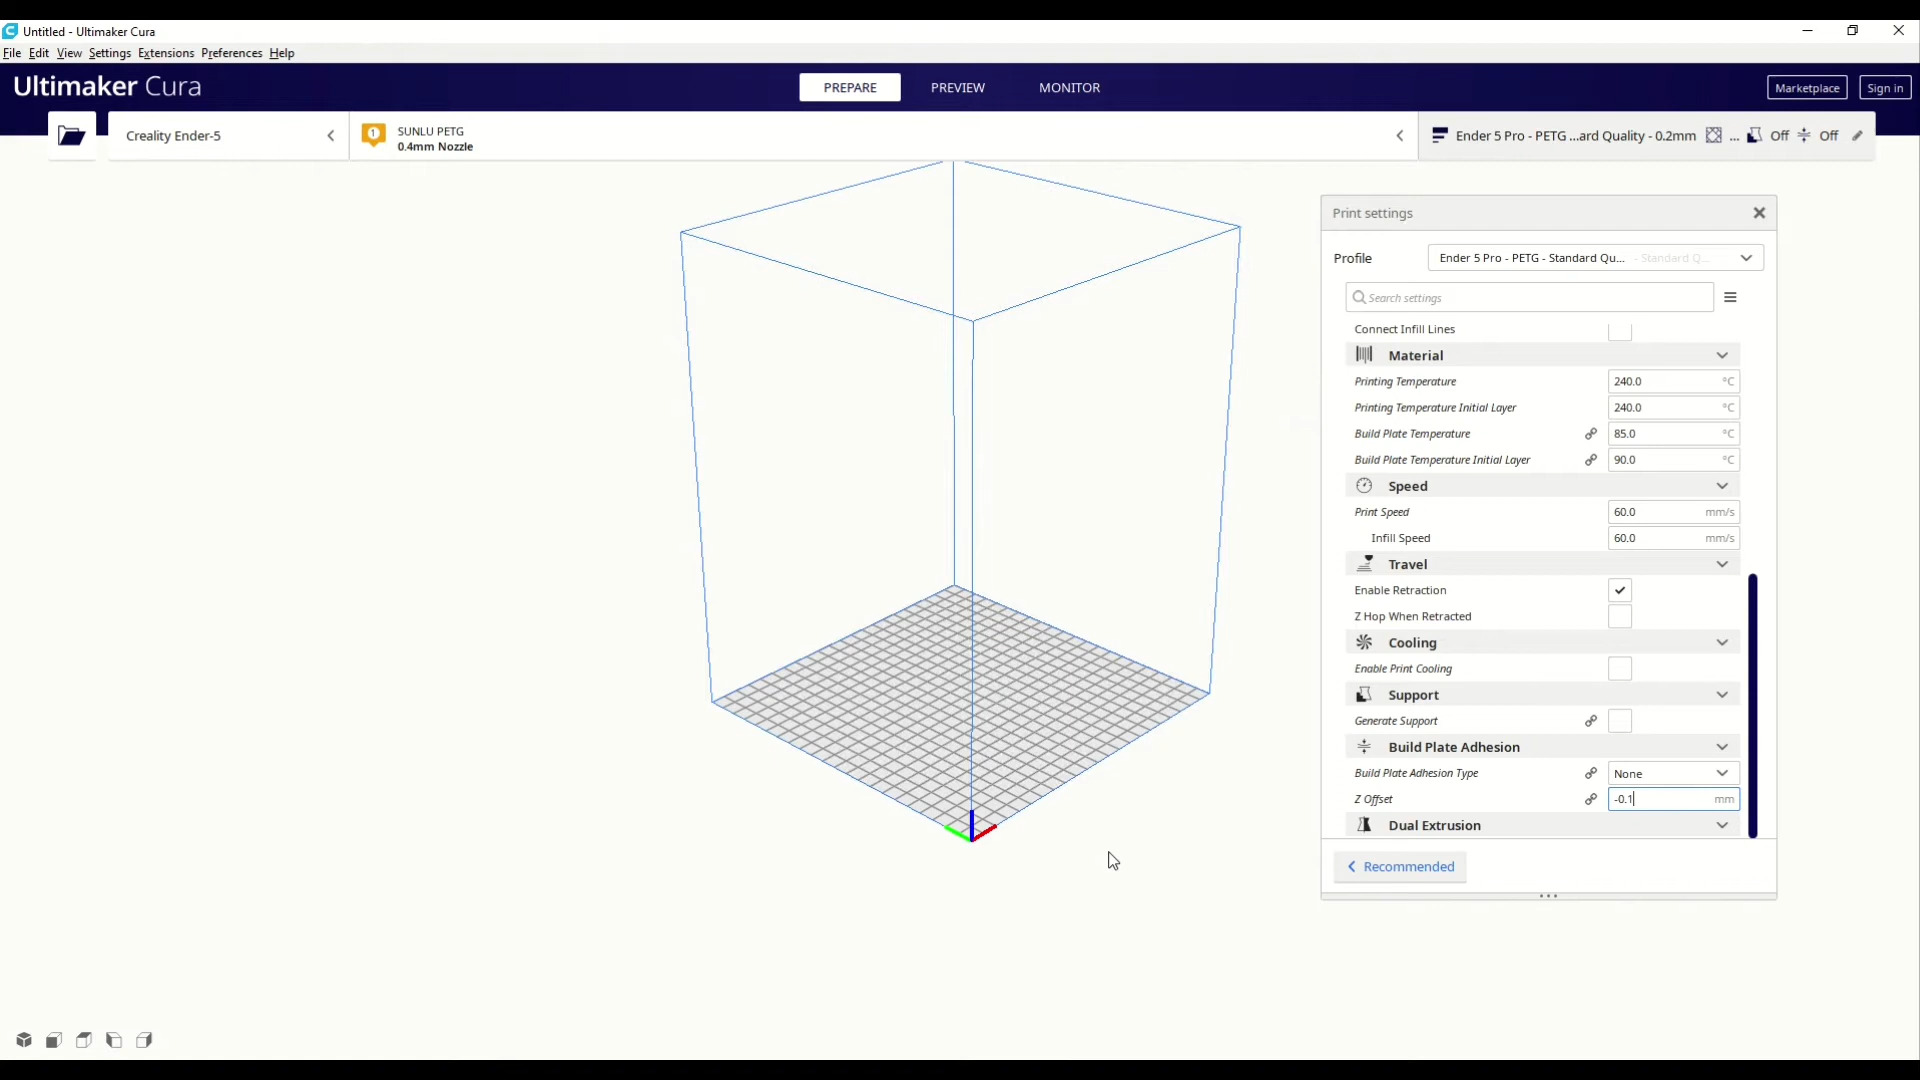 Untitled - Ultimaker Cura
File Edit View Settings Extensions Preferences Help
Ultimaker Cura
PREPARE PREVIEW MONITOR
Marketplace Sign in
Creality Ender-5
1
SUNLU PETG
0.4mm Nozzle
Ender 5 Pro - PETG ...ard Quality - 0.2mm ... Off Off
Print settings
Profile Ender 5 Pro - PETG - Standard Qu... - Standard Q...
Search settings
Connect Infill Lines
Material
Printing Temperature 240.0 °C
Printing Temperature Initial Layer 240.0 °C
Build Plate Temperature 85.0 °C
Build Plate Temperature Initial Layer 90.0 °C
Speed
Print Speed 60.0 mm/s
Infill Speed 60.0 mm/s
Travel
Enable Retraction
Z Hop When Retracted
Cooling
Enable Print Cooling
Support
Generate Support
Build Plate Adhesion
Build Plate Adhesion Type None
Z Offset -0.1 mm
Dual Extrusion
Recommended